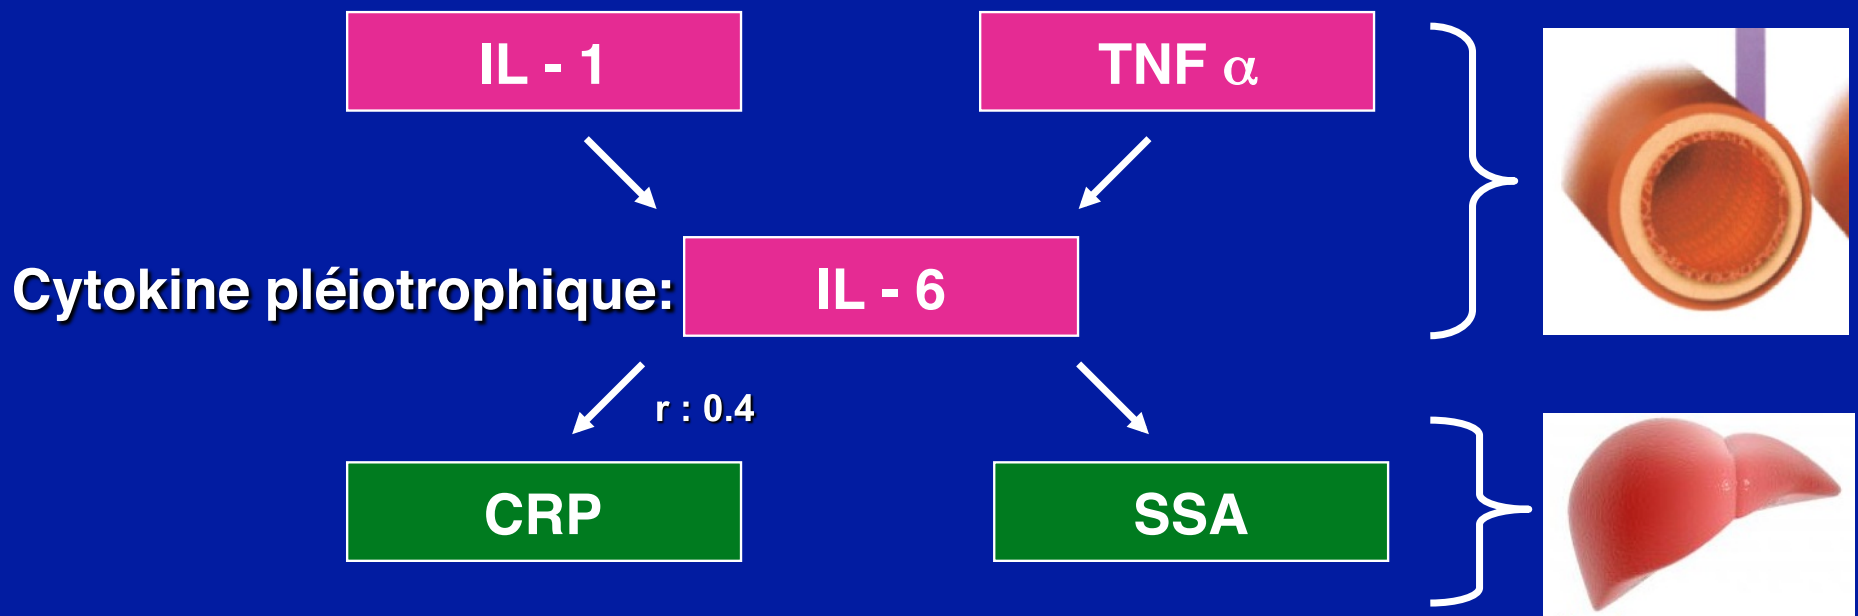 IL - 1
TNF α
Cytokine pléiotrophique:
IL - 6
r : 0.4
CRP
SSA